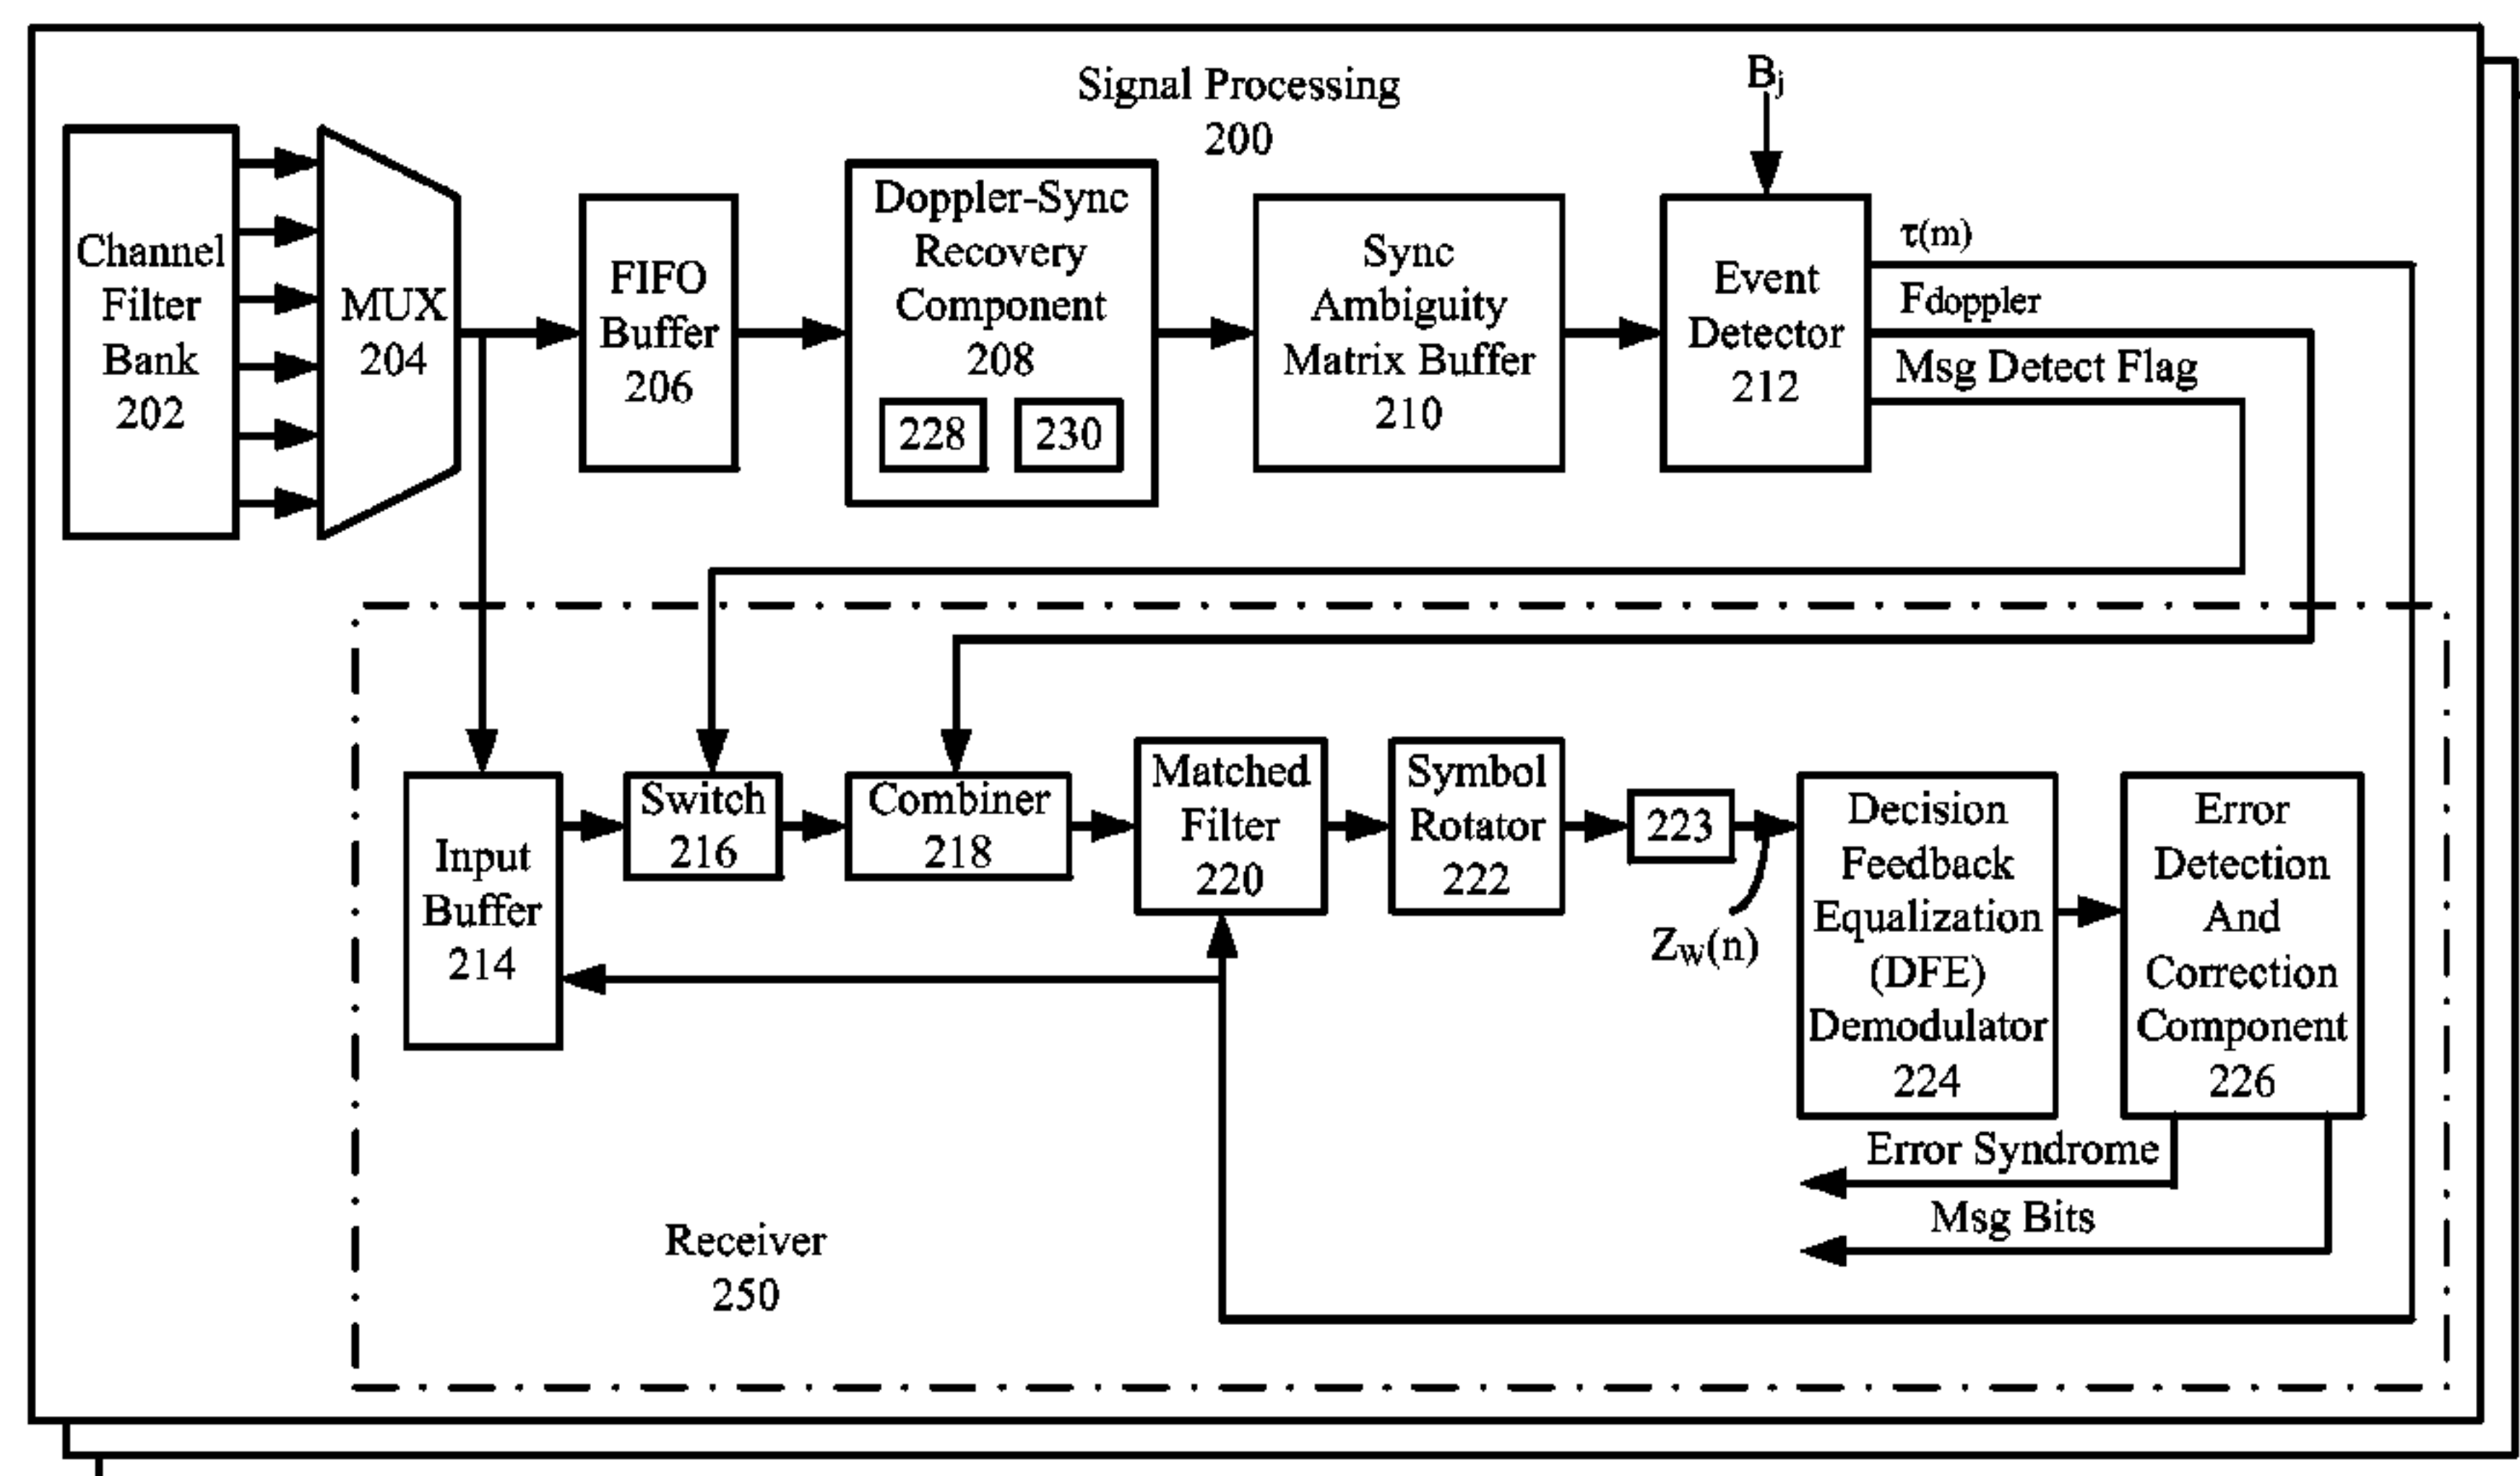 Signal Processing
200
Bj
Channel
Filter
Bank
202
MUX
204
FIFO
Buffer
206
Doppler-Sync
Recovery
Component
208
228
230
Sync
Ambiguity
Matrix Buffer
210
Event
Detector
212
τ(m)
Fdoppler
Msg Detect Flag
Input
Buffer
214
Switch
216
Combiner
218
Matched
Filter
220
Symbol
Rotator
222
223
Zw(n)
Decision
Feedback
Equalization
(DFE)
Demodulator
224
Error
Detection
And
Correction
Component
226
Error Syndrome
Msg Bits
Receiver
250